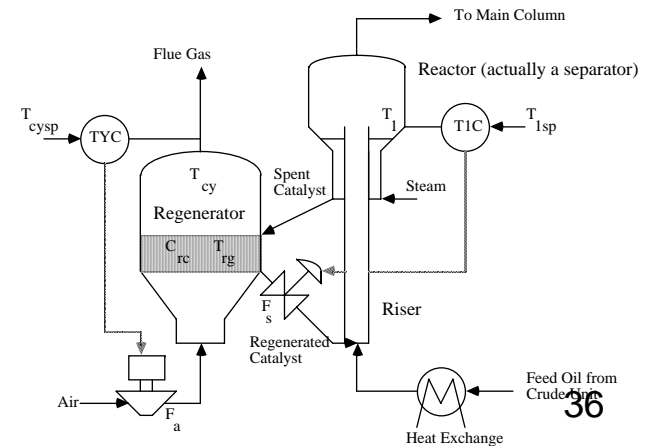 To Main Column
Flue Gas
Reactor (actually a separator)
T cysp
TYC
T 1
T1C
T 1sp
T cy
Spent
Catalyst
Steam
Regenerator
C rc
T rg
F s
Riser
Regenerated
Catalyst
Air
F a
Feed Oil from
Crude Unit
36
Heat Exchange